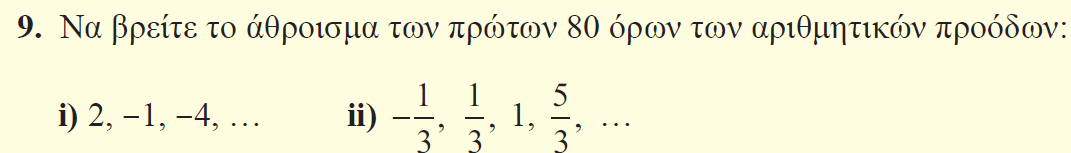 9. Να βρείτε το άθροισμα των πρώτων 80 όρων των αριθμητικών προόδων:
i) 2, −1, −4, … ii) −1/3, 1/3, 1, 5/3, …